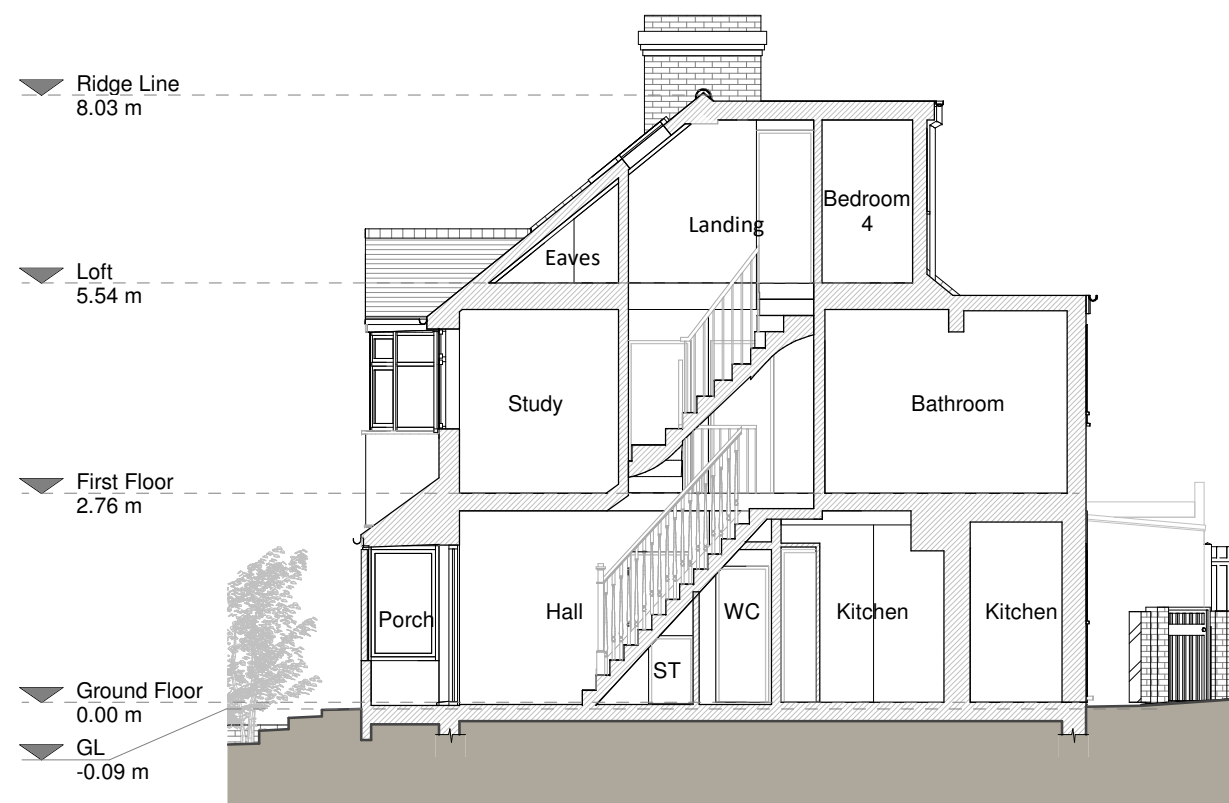 Ridge Line
8.03 m
Bedroom
4
Landing
Eaves
Loft
5.54 m
Study
Bathroom
First Floor
2.76 m
Porch
Hall
WC
Kitchen
Kitchen
ST
Ground Floor
0.00 m
GL
-0.09 m